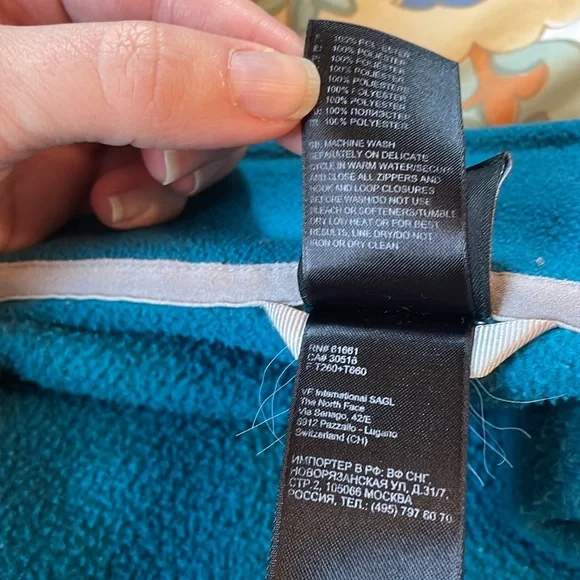 100% POLYESTER
100% POLYESTER
100% POLIESTER
100% POLYESTER
100% POLIESTERE
100% POLYESTER
100% POLYESTER
100% ПОЛИЭСТЕР
100% POLYESTER
MACHINE WASH
SEPARATELY ON DELICATE
CYCLE IN WARM WATER/SECURE
AND CLOSE ALL ZIPPERS AND
HOOK AND LOOP CLOSURES
BEFORE WASH/DO NOT USE
BLEACH OR SOFTENERS/TUMBLE
DRY LOW HEAT OR FOR BEST
RESULTS, LINE DRY/DO NOT
IRON OR DRY CLEAN
RN# 61661
CA# 30516
F T260+T660
VF International SAGL
The North Face
Via Senago, 42/E
6912 Pazzallo - Lugano
Switzerland (CH)
ИМПОРТЕР В РФ: ВФ СНГ,
НОВОРЯЗАНСКАЯ УЛ, Д.31/7,
СТР.2, 105066 МОСКВА
РОССИЯ, ТЕЛ.: (495) 797 60 70